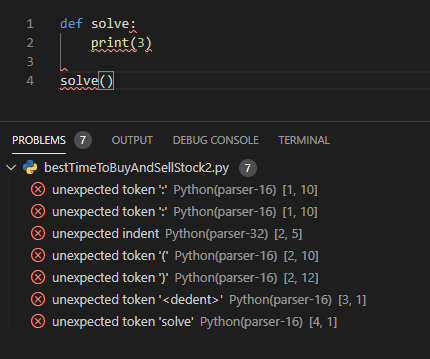 1 def solve:
2 print(3)
3
4 solve()
PROBLEMS 7 OUTPUT DEBUG CONSOLE TERMINAL
bestTimeToBuyAndSellStock2.py 7
unexpected token ':' Python(parser-16) [1, 10]
unexpected token ':' Python(parser-16) [1, 10]
unexpected indent Python(parser-32) [2, 5]
unexpected token '(' Python(parser-16) [2, 10]
unexpected token ')' Python(parser-16) [2, 12]
unexpected token '<dedent>' Python(parser-16) [3, 1]
unexpected token 'solve' Python(parser-16) [4, 1]